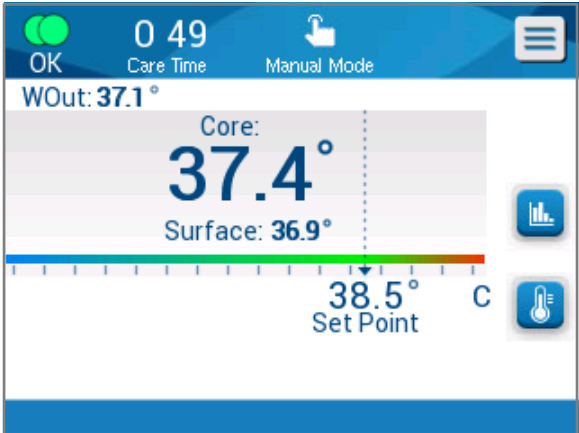 OK
0 49
Care Time
Manual Mode
WOut: 37.1°
Core:
37.4°
Surface: 36.9°
38.5° C
Set Point